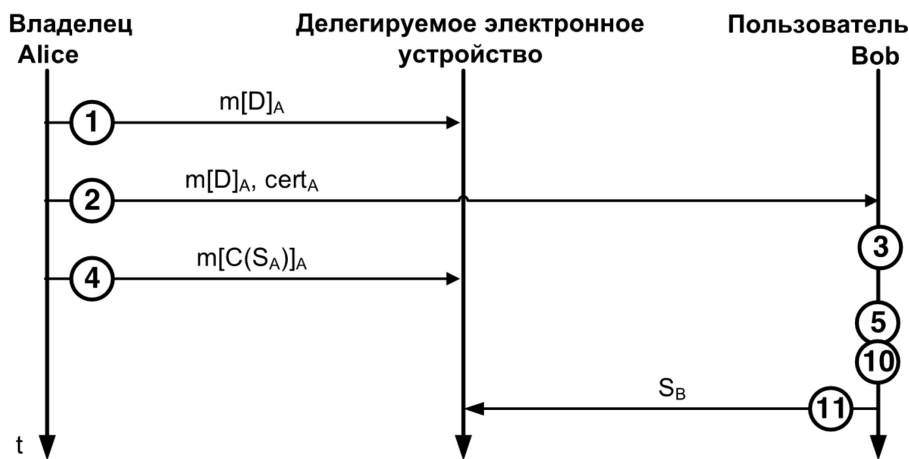 Владелец
Alice
Делегируемое электронное
устройство
Пользователь
Bob
1
m[D]A
2
m[D]A, certA
3
4
m[C(SA)]A
5
10
SB
11
t